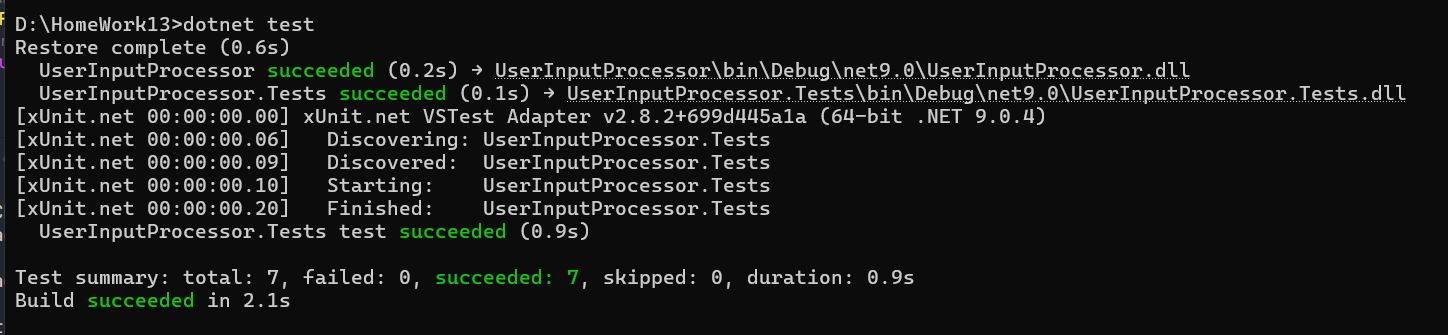 D:\HomeWork13>dotnet test
Restore complete (0.6s)
  UserInputProcessor succeeded (0.2s) → UserInputProcessor\bin\Debug\net9.0\UserInputProcessor.dll
  UserInputProcessor.Tests succeeded (0.1s) → UserInputProcessor.Tests\bin\Debug\net9.0\UserInputProcessor.Tests.dll
[xUnit.net 00:00:00.00] xUnit.net VSTest Adapter v2.8.2+699d445a1a (64-bit .NET 9.0.4)
[xUnit.net 00:00:00.06]   Discovering: UserInputProcessor.Tests
[xUnit.net 00:00:00.09]   Discovered:  UserInputProcessor.Tests
[xUnit.net 00:00:00.10]   Starting:    UserInputProcessor.Tests
[xUnit.net 00:00:00.20]   Finished:    UserInputProcessor.Tests
  UserInputProcessor.Tests test succeeded (0.9s)

Test summary: total: 7, failed: 0, succeeded: 7, skipped: 0, duration: 0.9s
Build succeeded in 2.1s